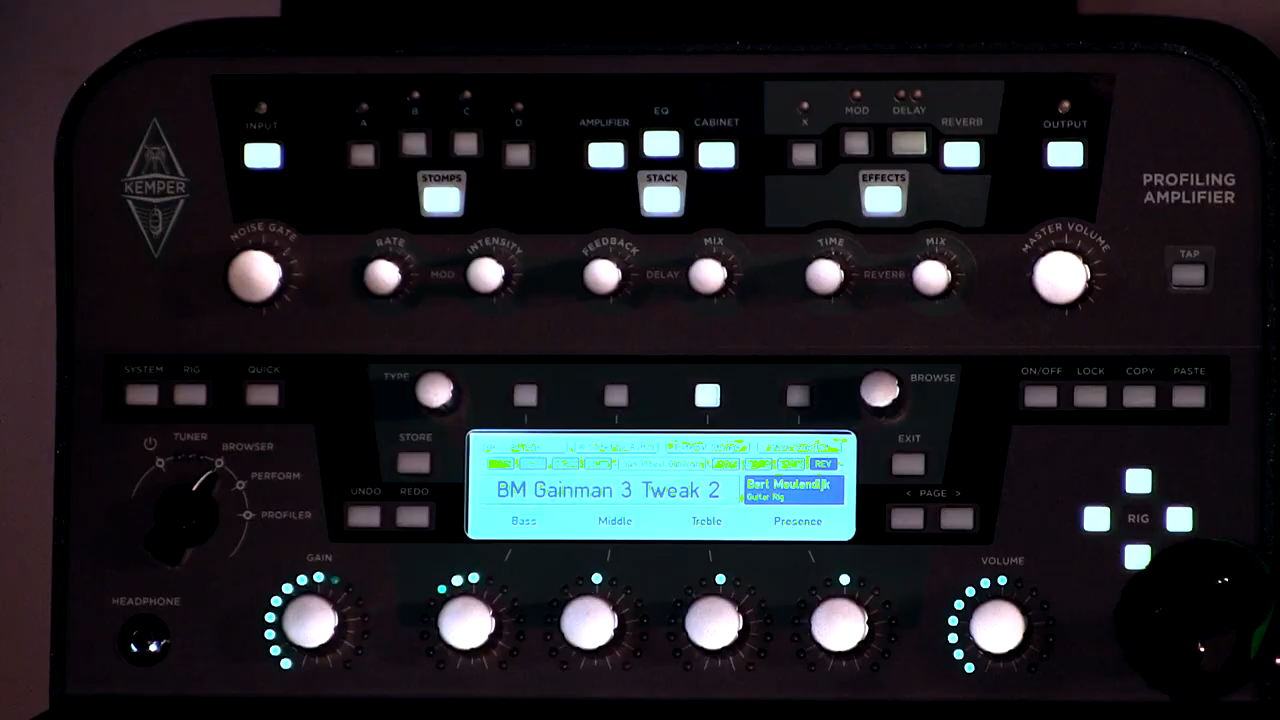 INPUT
A
B
C
D
AMPLIFIER
EQ
CABINET
X
MOD
DELAY
REVERB
OUTPUT
STOMPS
STACK
EFFECTS
KEMPER
PROFILING
AMPLIFIER
NOISE GATE
RATE
MOD
INTENSITY
FEEDBACK
DELAY
MIX
TIME
REVERB
MIX
MASTER VOLUME
TAP
SYSTEM
RIG
QUICK
TYPE
BROWSE
ON/OFF
LOCK
COPY
PASTE
TUNER
BROWSER
PERFORM
PROFILER
STORE
EXIT
UNDO
REDO
< PAGE >
REV
BM Gainman 3 Tweak 2
Bert Meulendijk
Guitar Rig
Bass
Middle
Treble
Presence
RIG
GAIN
VOLUME
HEADPHONE